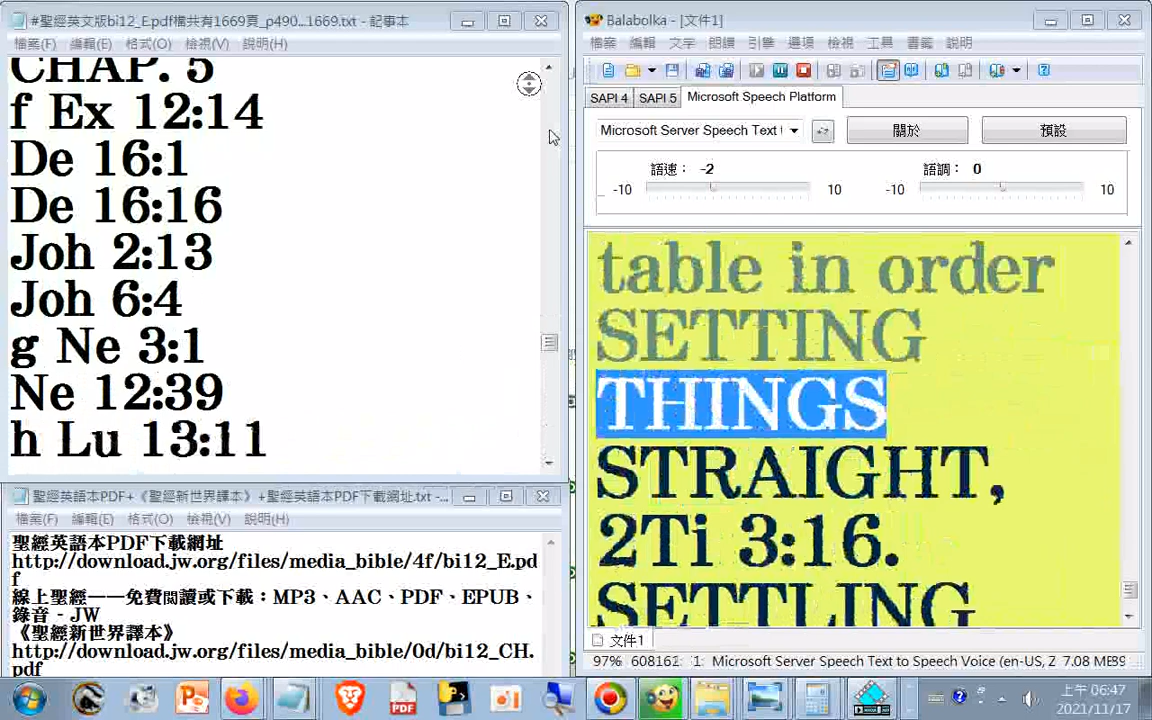 #聖經英文版bi12_E.pdf檔共有1669頁_p490...1669.txt - 記事本
檔案(F) 編輯(E) 格式(O) 檢視(V) 說明(H)
CHAP. 5
f Ex 12:14
De 16:1
De 16:16
Joh 2:13
Joh 6:4
g Ne 3:1
Ne 12:39
h Lu 13:11
聖經英語本PDF+《聖經新世界譯本》+聖經英語本PDF下載網址.txt -...
檔案(F) 編輯(E) 格式(O) 檢視(V) 說明(H)
聖經英語本PDF下載網址
http://download.jw.org/files/media_bible/4f/bi12_E.pd
f
線上聖經——免費閱讀或下載：MP3、AAC、PDF、EPUB、
錄音 - JW
《聖經新世界譯本》
http://download.jw.org/files/media_bible/0d/bi12_CH.
pdf
Balabolka - [文件1]
檔案 編輯 文字 朗讀 引擎 選項 檢視 工具 書籤 說明
SAPI 4 SAPI 5 Microsoft Speech Platform
Microsoft Server Speech Text 關於 預設
語速： -2 語調： 0
-10 10 -10 10
table in order
SETTING
THINGS
STRAIGHT,
2Ti 3:16.
SETTLING
文件1
97% 608162: 1: Microsoft Server Speech Text to Speech Voice (en-US, Z 7.08 MB
PDF
上午 06:47
2021/11/17